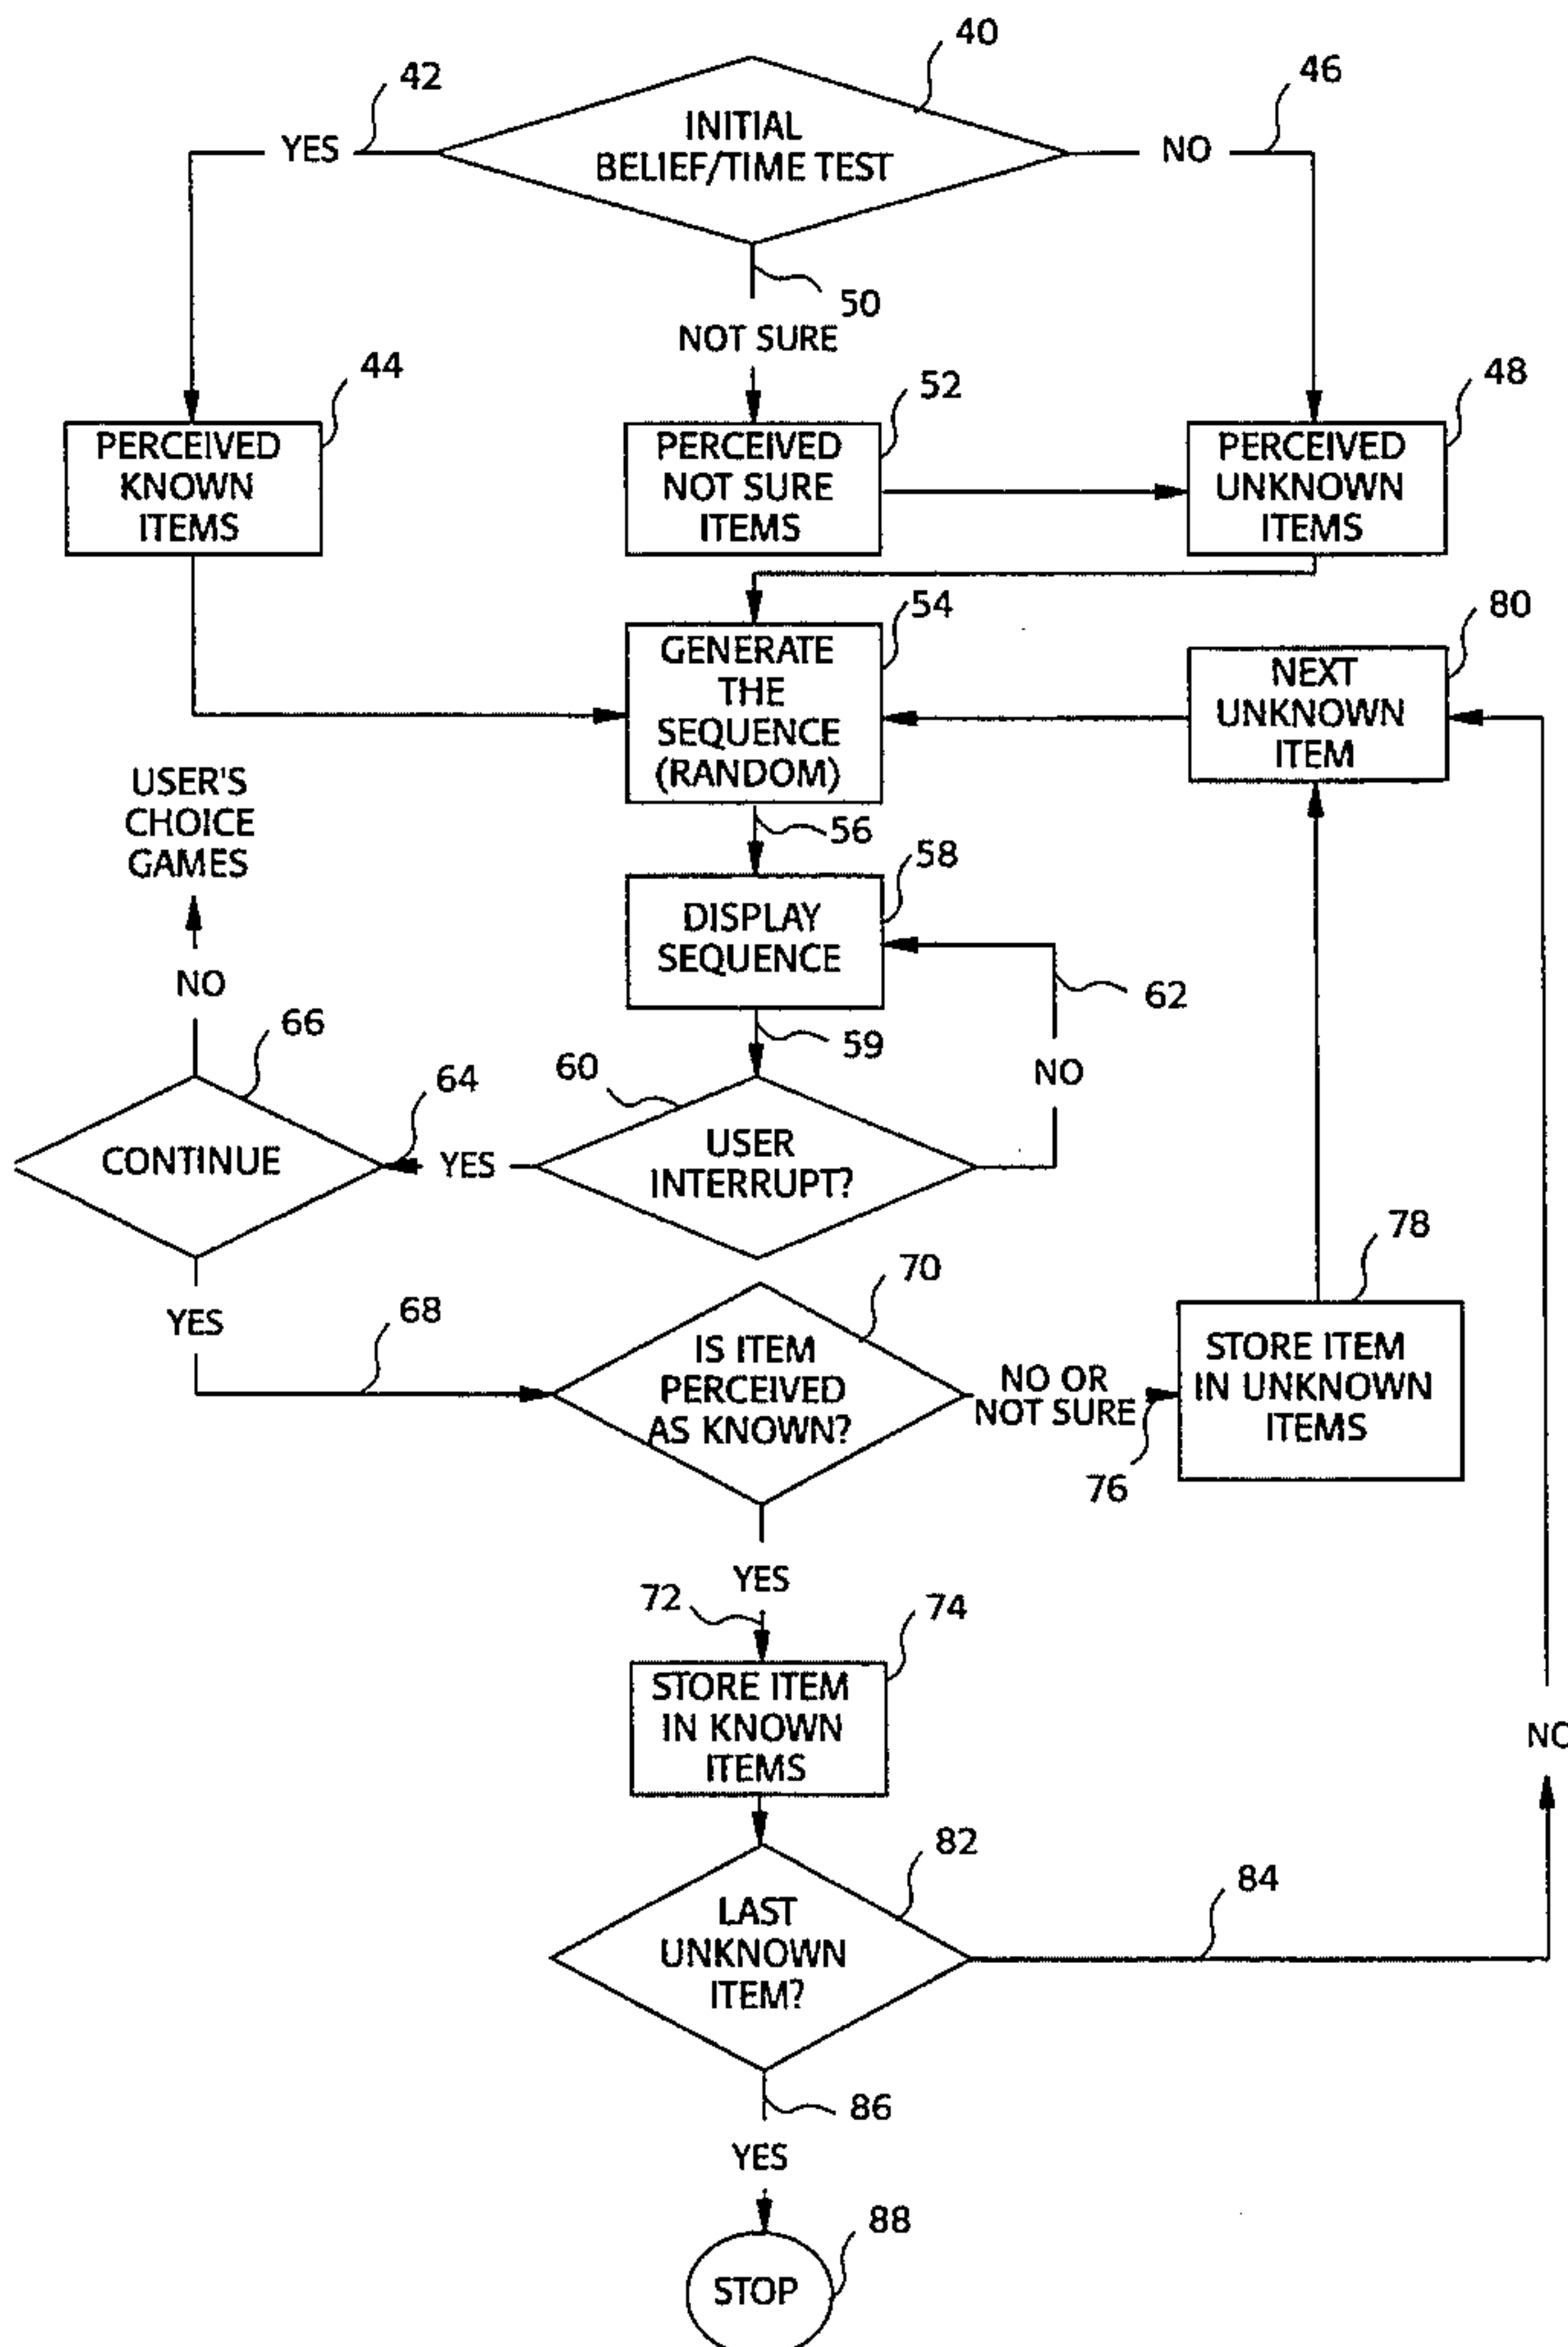 40
42
46
INITIAL
BELIEF/TIME TEST
YES
NO
50
NOT SURE
44
52
48
PERCEIVED
KNOWN
ITEMS
PERCEIVED
NOT SURE
ITEMS
PERCEIVED
UNKNOWN
ITEMS
54
80
GENERATE
THE
SEQUENCE
(RANDOM)
NEXT
UNKNOWN
ITEM
USER'S
CHOICE
GAMES
56
58
DISPLAY
SEQUENCE
NO
62
66
59
60
64
NO
CONTINUE
YES
USER
INTERRUPT?
78
70
YES
68
IS ITEM
PERCEIVED
AS KNOWN?
NO OR
NOT SURE
76
STORE ITEM
IN UNKNOWN
ITEMS
YES
72
74
STORE ITEM
IN KNOWN
ITEMS
NO
82
84
LAST
UNKNOWN
ITEM?
86
YES
88
STOP